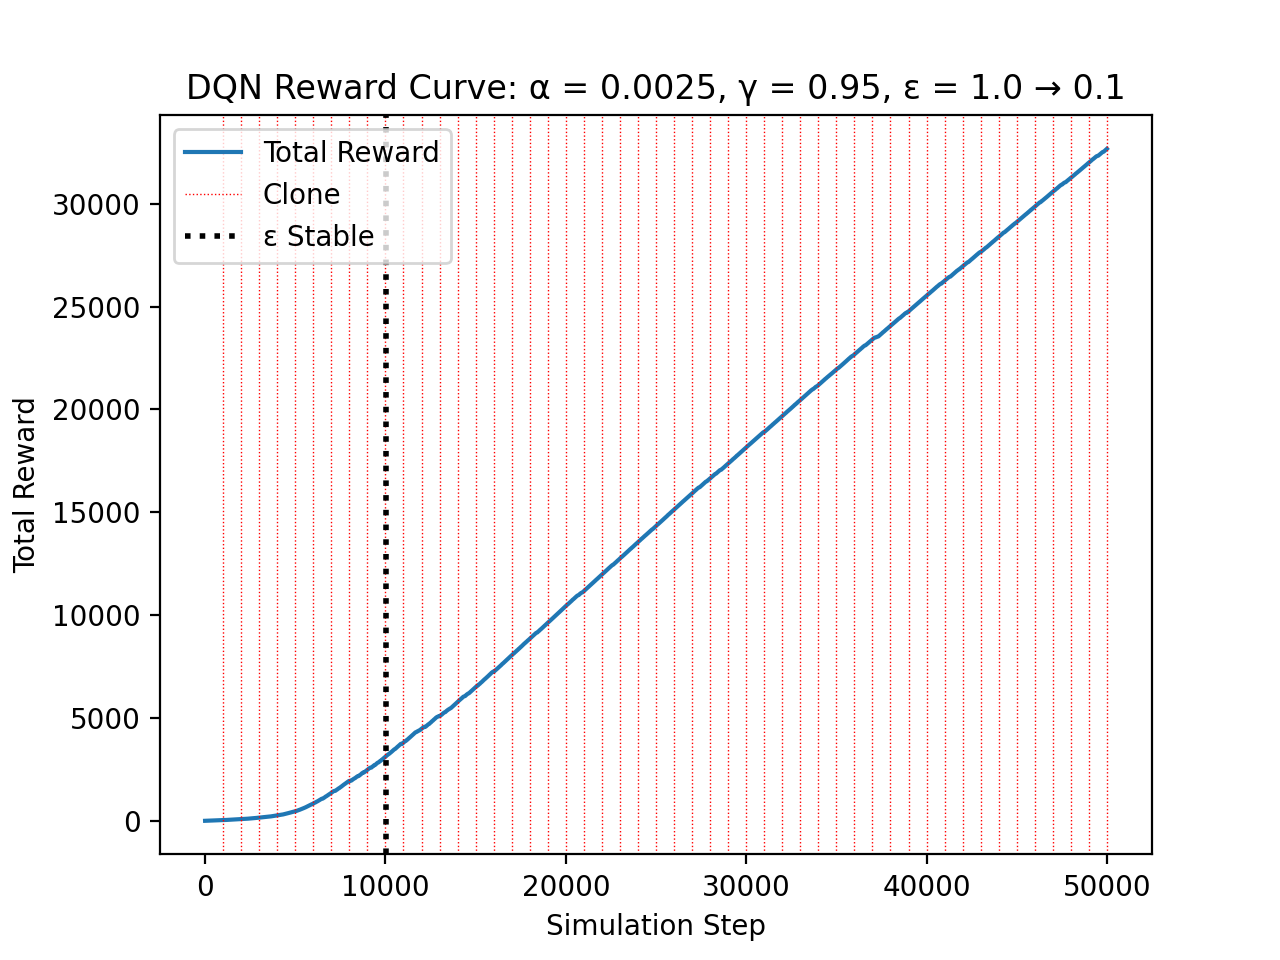 DQN Reward Curve: α = 0.0025, γ = 0.95, ε = 1.0 → 0.1
Total Reward
Clone
ε Stable
Total Reward
30000
25000
20000
15000
10000
5000
0
0 10000 20000 30000 40000 50000
Simulation Step